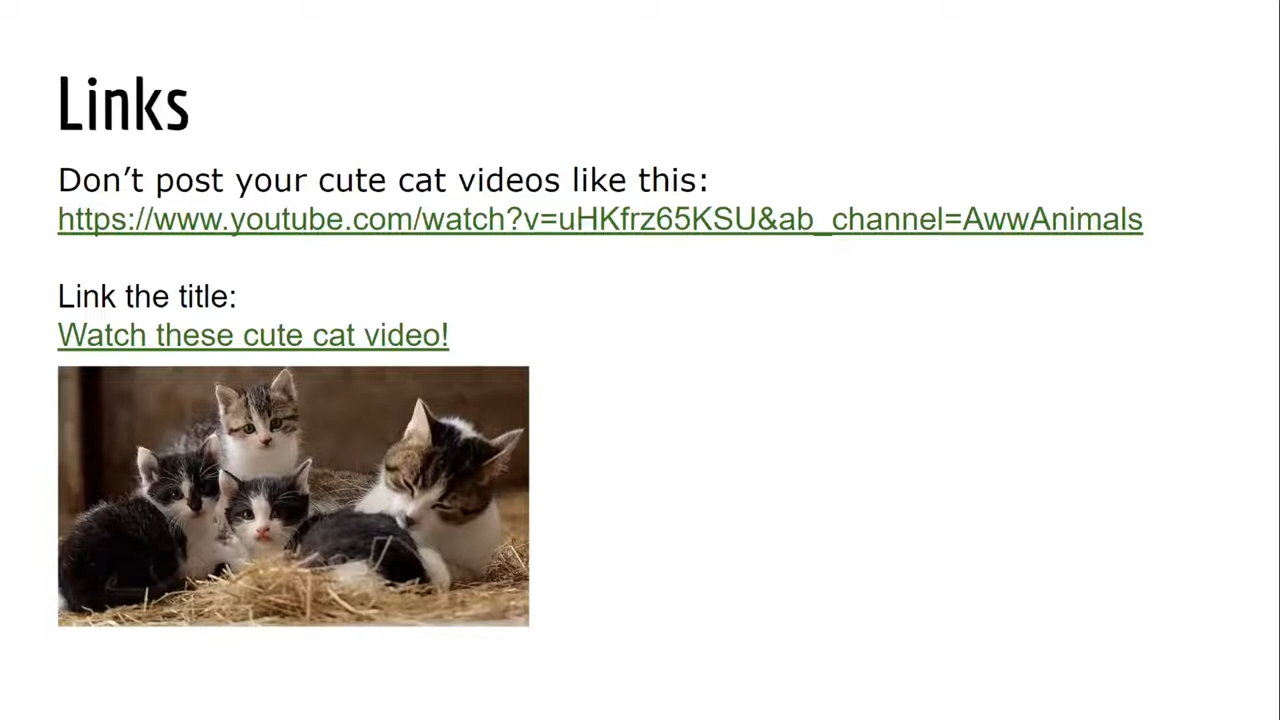 Links
Don’t post your cute cat videos like this:
https://www.youtube.com/watch?v=uHKfrz65KSU&ab_channel=AwwAnimals
Link the title:
Watch these cute cat video!